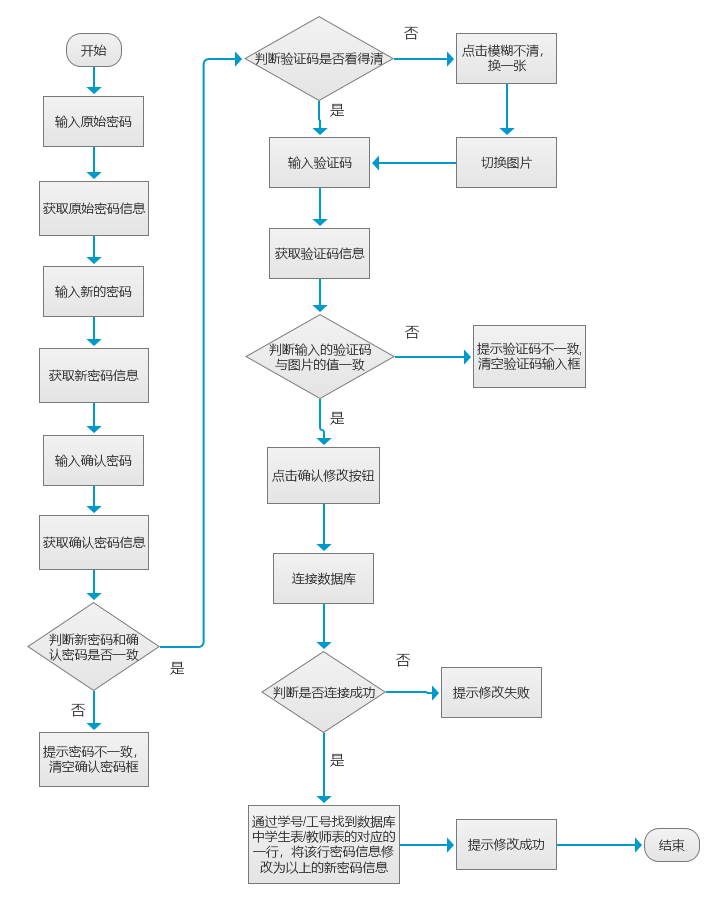 开始
输入原始密码
获取原始密码信息
输入新的密码
获取新密码信息
输入确认密码
获取确认密码信息
判断新密码和确
认密码是否一致
是
否
提示密码不一致，
清空确认密码框
判断验证码是否看得清
否
点击模糊不清，
换一张
是
输入验证码
切换图片
获取验证码信息
判断输入的验证码
与图片的值一致
否
提示验证码不一致,
清空验证码输入框
是
点击确认修改按钮
连接数据库
判断是否连接成功
否
提示修改失败
是
通过学号/工号找到数据库
中学生表/教师表的对应的
一行，将该行密码信息修
改为以上的新密码信息
提示修改成功
结束